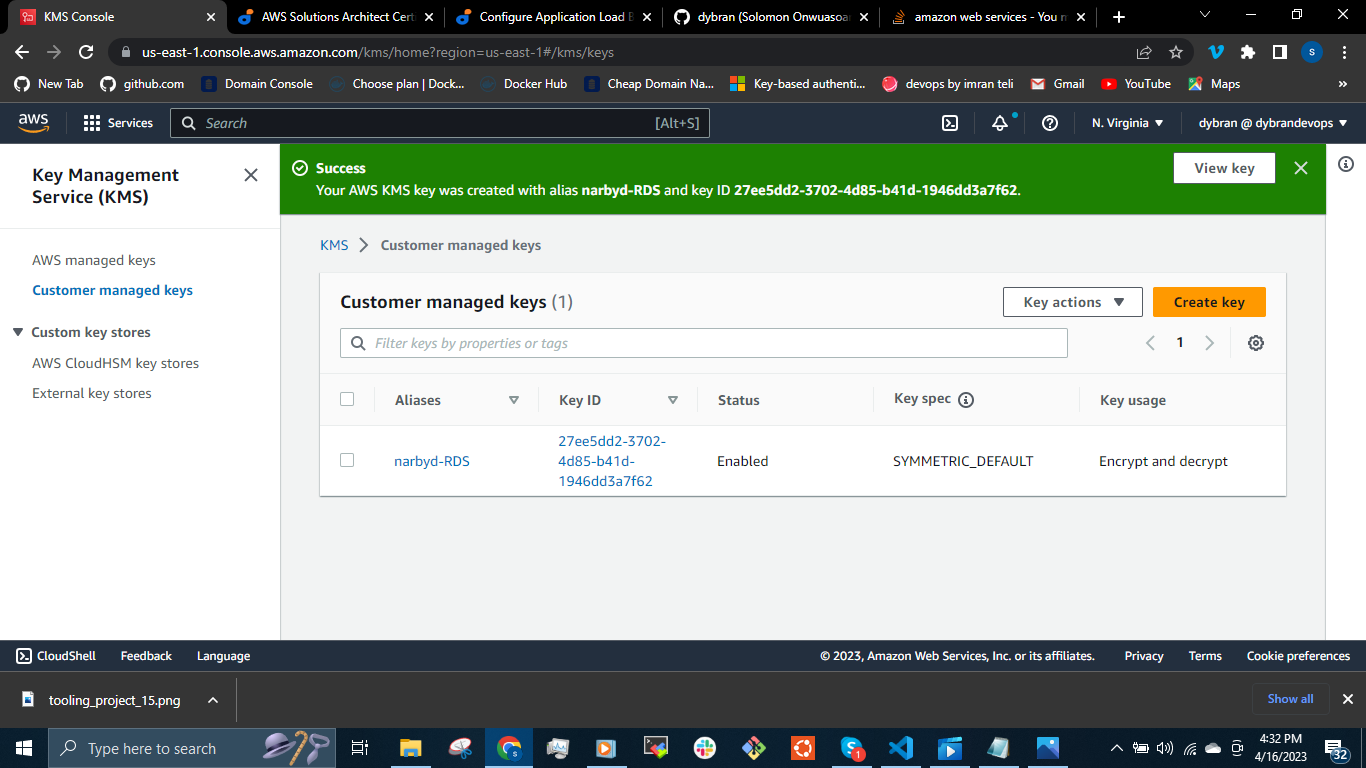 KMS Console
AWS Solutions Architect Cert
Configure Application Load B
dybran (Solomon Onwuasoa
amazon web services - You n
us-east-1.console.aws.amazon.com/kms/home?region=us-east-1#/kms/keys
S
New Tab
github.com
Domain Console
Choose plan | Dock...
Docker Hub
Cheap Domain Na...
Key-based authenti...
devops by imran teli
Gmail
YouTube
Maps
»
aws
Services
Search
[Alt+S]
N. Virginia
dybran @ dybrandevops
Key Management
Service (KMS)
AWS managed keys
Customer managed keys
Custom key stores
AWS CloudHSM key stores
External key stores
Success
Your AWS KMS key was created with alias narbyd-RDS and key ID 27ee5dd2-3702-4d85-b41d-1946dd3a7f62.
View key
KMS
Customer managed keys
Customer managed keys (1)
Key actions
Create key
Filter keys by properties or tags
1
Aliases
Key ID
Status
Key spec
Key usage
narbyd-RDS
27ee5dd2-3702-
4d85-b41d-
1946dd3a7f62
Enabled
SYMMETRIC_DEFAULT
Encrypt and decrypt
CloudShell
Feedback
Language
© 2023, Amazon Web Services, Inc. or its affiliates.
Privacy
Terms
Cookie preferences
tooling_project_15.png
Show all
Type here to search
1
4:32 PM
4/16/2023
32